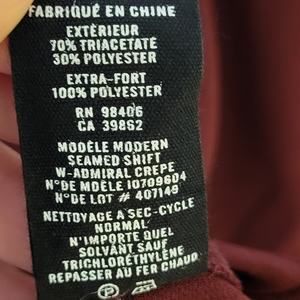 FABRIQUÉ EN CHINE
EXTÉRIEUR
70% TRIACETATE
30% POLYESTER
EXTRA-FORT
100% POLYESTER
RN 98406
CA 39862
MODÈLE MODERN
SEAMED SHIFT
W-ADMIRAL CREPE
N°DE MDÈLE I0709604
N°DE LOT # 407149
NETTOYAGE A SEC-CYCLE
NORMAL
N'IMPORTE QUEL
SOLVANT SAUF
TRICHLORÉTHYLÈNE
REPASSER AU FER CHAUD
P